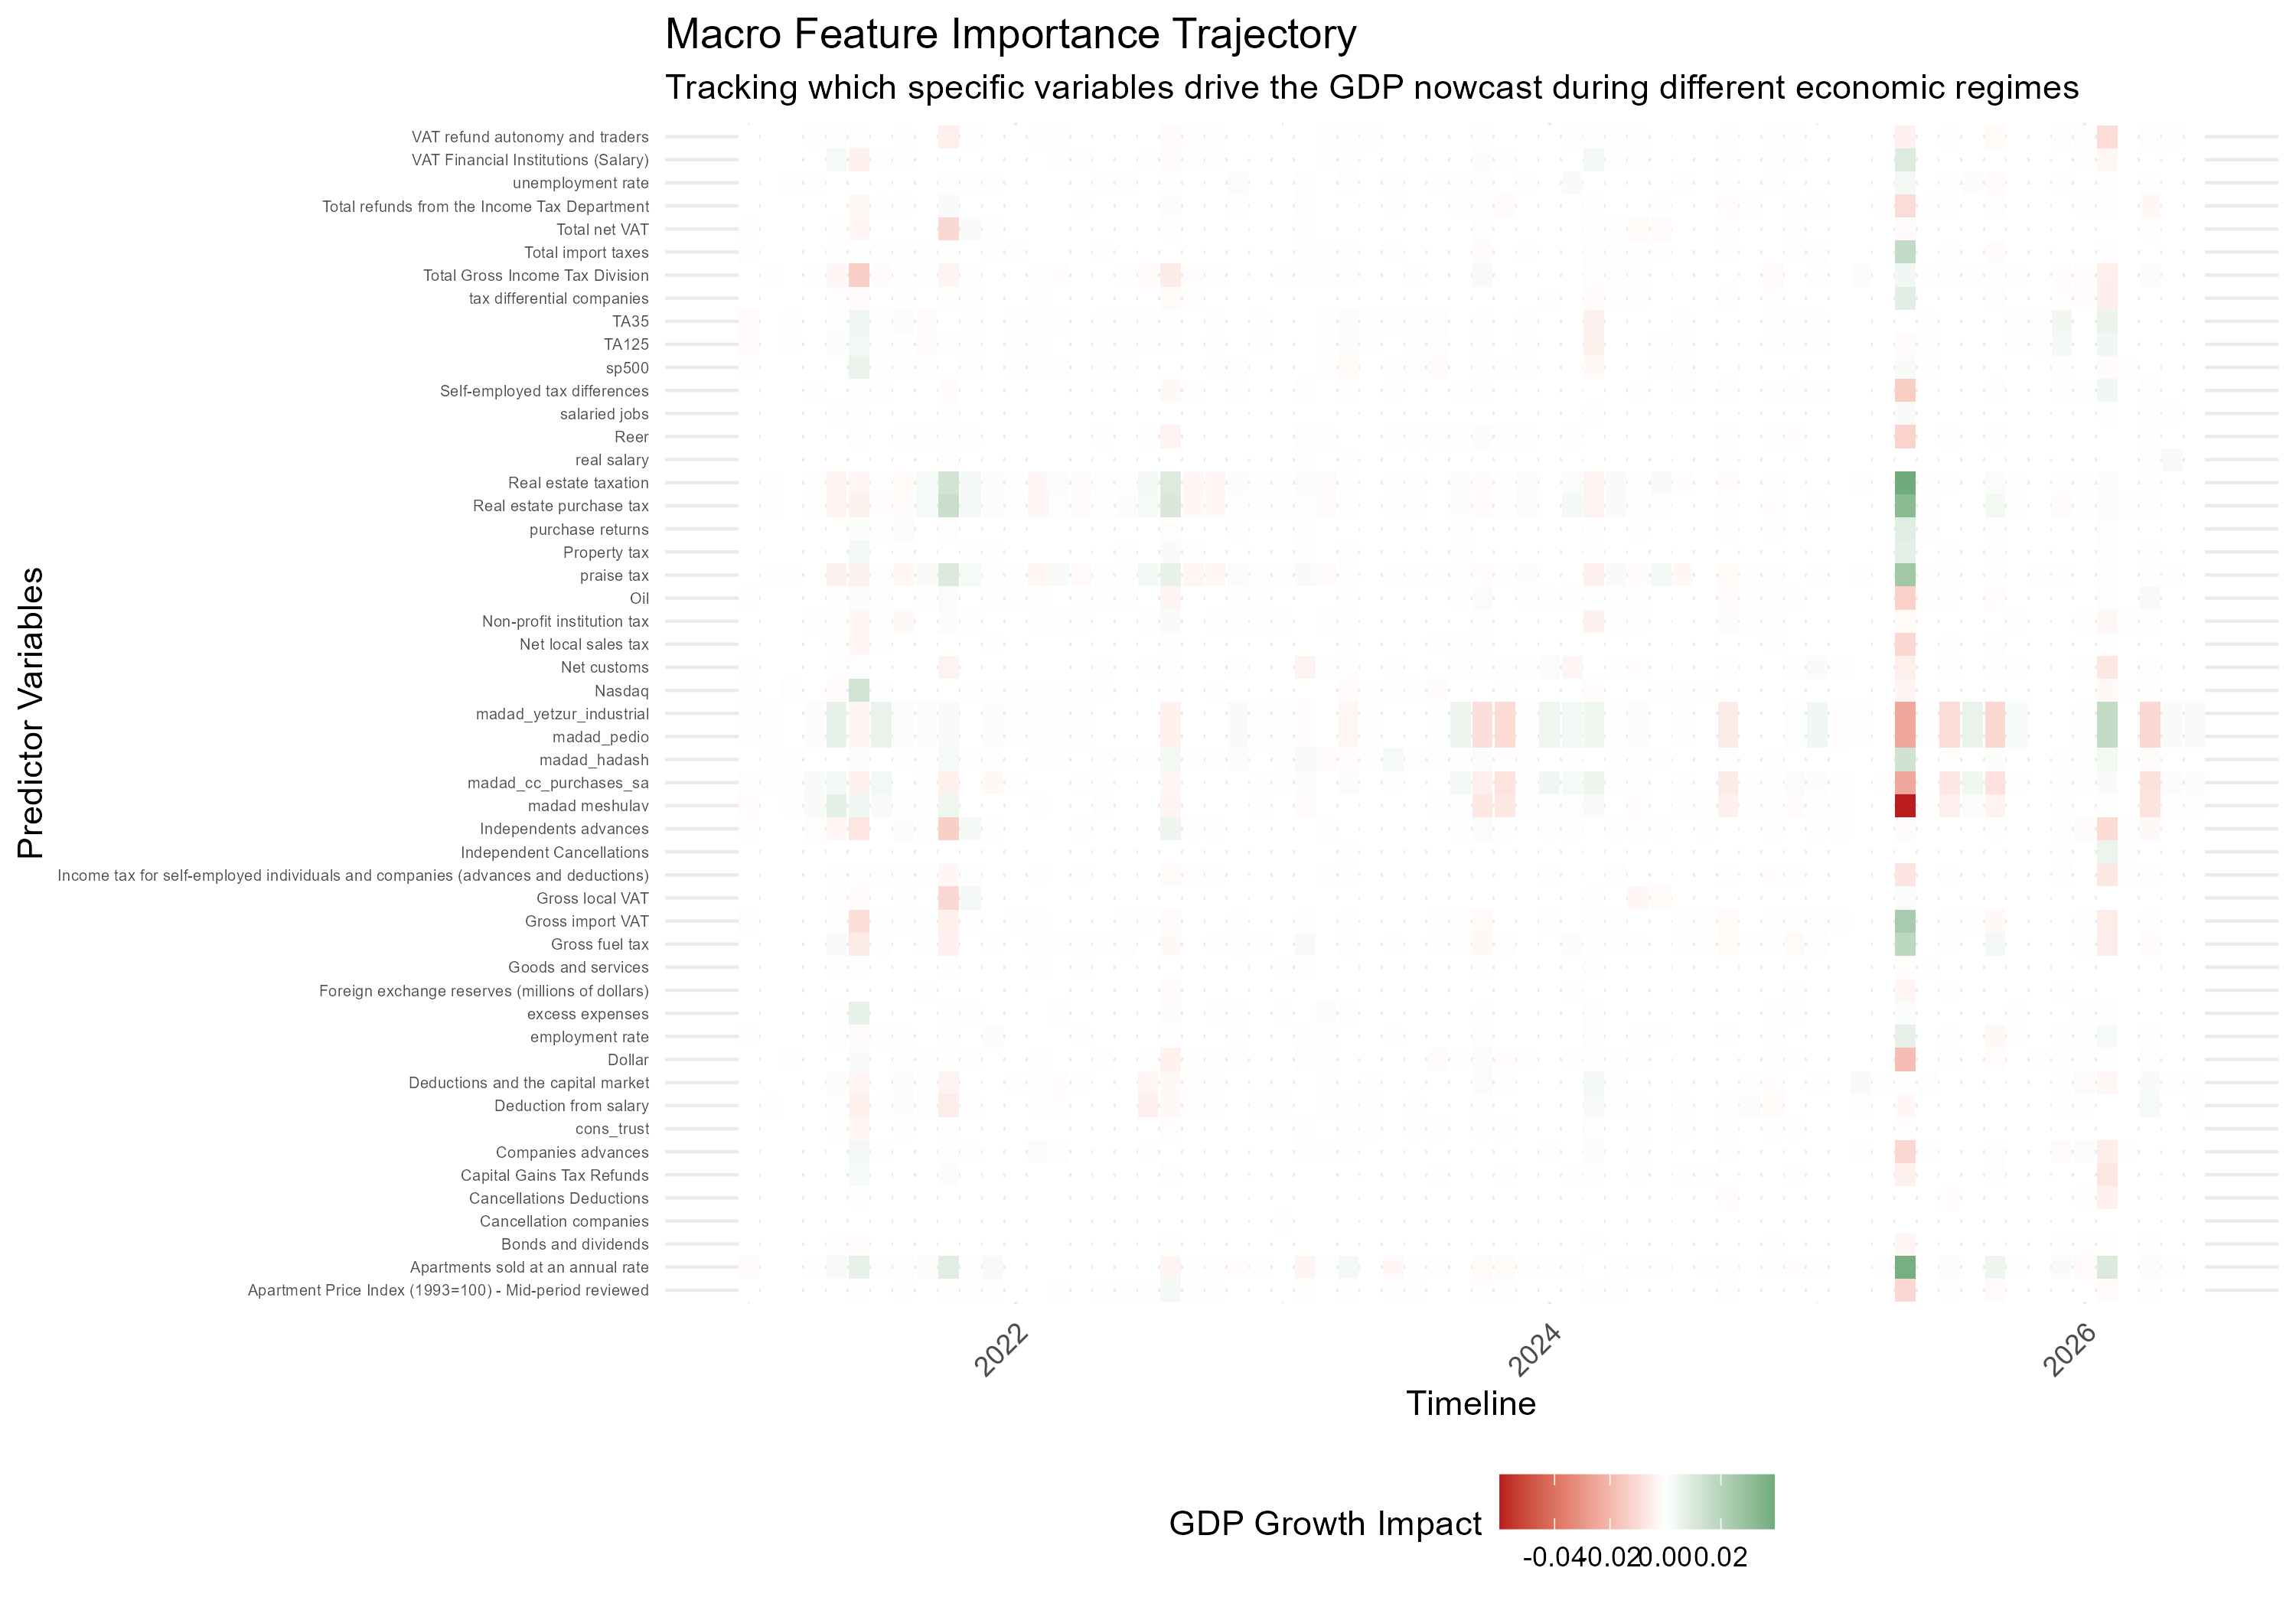 Macro Feature Importance Trajectory
Tracking which specific variables drive the GDP nowcast during different economic regimes
Predictor Variables
VAT refund autonomy and traders
VAT Financial Institutions (Salary)
unemployment rate
Total refunds from the Income Tax Department
Total net VAT
Total import taxes
Total Gross Income Tax Division
tax differential companies
TA35
TA125
sp500
Self-employed tax differences
salaried jobs
Reer
real salary
Real estate taxation
Real estate purchase tax
purchase returns
Property tax
praise tax
Oil
Non-profit institution tax
Net local sales tax
Net customs
Nasdaq
madad_yetzur_industrial
madad_pedio
madad_hadash
madad_cc_purchases_sa
madad meshulav
Independents advances
Independent Cancellations
Income tax for self-employed individuals and companies (advances and deductions)
Gross local VAT
Gross import VAT
Gross fuel tax
Goods and services
Foreign exchange reserves (millions of dollars)
excess expenses
employment rate
Dollar
Deductions and the capital market
Deduction from salary
cons_trust
Companies advances
Capital Gains Tax Refunds
Cancellations Deductions
Cancellation companies
Bonds and dividends
Apartments sold at an annual rate
Apartment Price Index (1993=100) - Mid-period reviewed
2022 2024 2026
Timeline
GDP Growth Impact
-0.04 -0.02 0.00 0.02